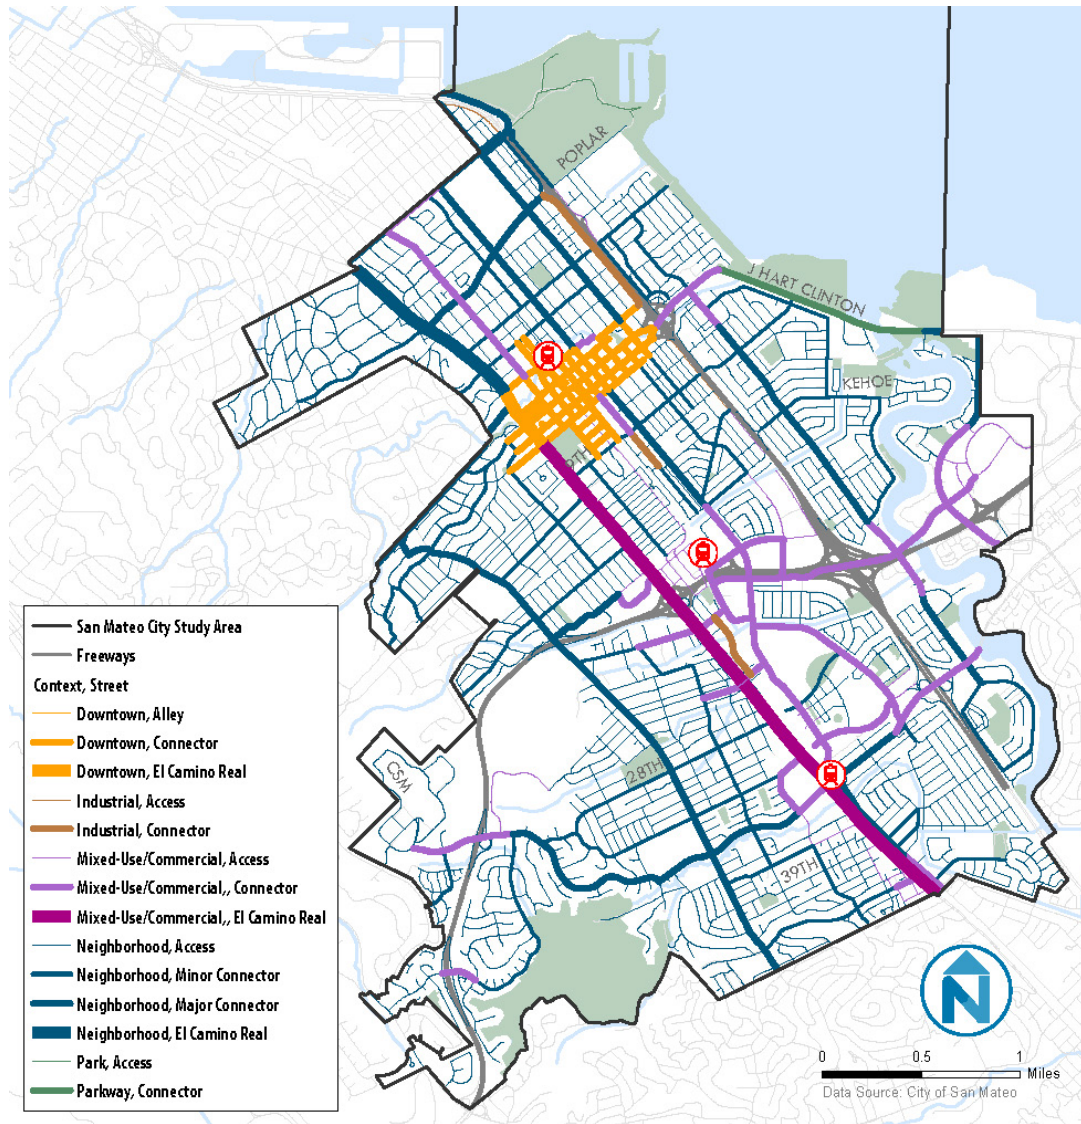 POPLAR
J HART CLINTON
KEHOE
9TH
28TH
CSM
39TH
San Mateo City Study Area
Freeways
Context, Street
Downtown, Alley
Downtown, Connector
Downtown, El Camino Real
Industrial, Access
Industrial, Connector
Mixed-Use/Commercial, Access
Mixed-Use/Commercial,, Connector
Mixed-Use/Commercial,, El Camino Real
Neighborhood, Access
Neighborhood, Minor Connector
Neighborhood, Major Connector
Neighborhood, El Camino Real
Park, Access
Parkway, Connector
N
0 0.5 1
Miles
Data Source: City of San Mateo